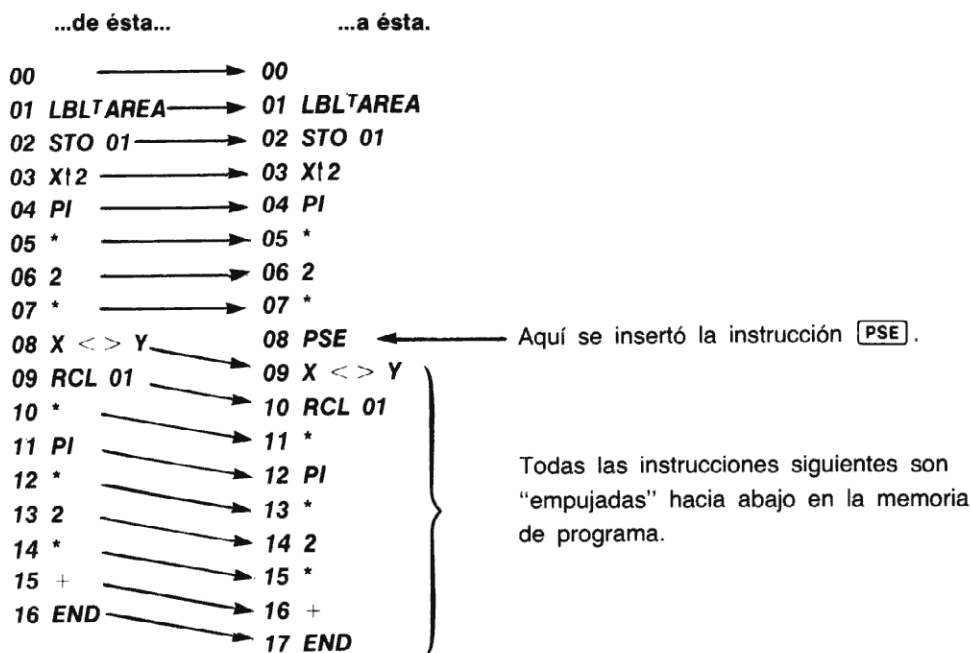 ...de ésta... ...a ésta.
00 00
01 LBLᵀAREA 01 LBLᵀAREA
02 STO 01 02 STO 01
03 X↑2 03 X↑2
04 PI 04 PI
05 * 05 *
06 2 06 2
07 * 07 *
08 X < > Y 08 PSE Aquí se insertó la instrucción PSE.
09 RCL 01 09 X < > Y
10 * 10 RCL 01
11 PI 11 *
12 * 12 PI
13 2 13 *
14 * 14 2
15 + 15 *
16 END 16 +
17 END
Todas las instrucciones siguientes son
“empujadas” hacia abajo en la memoria
de programa.